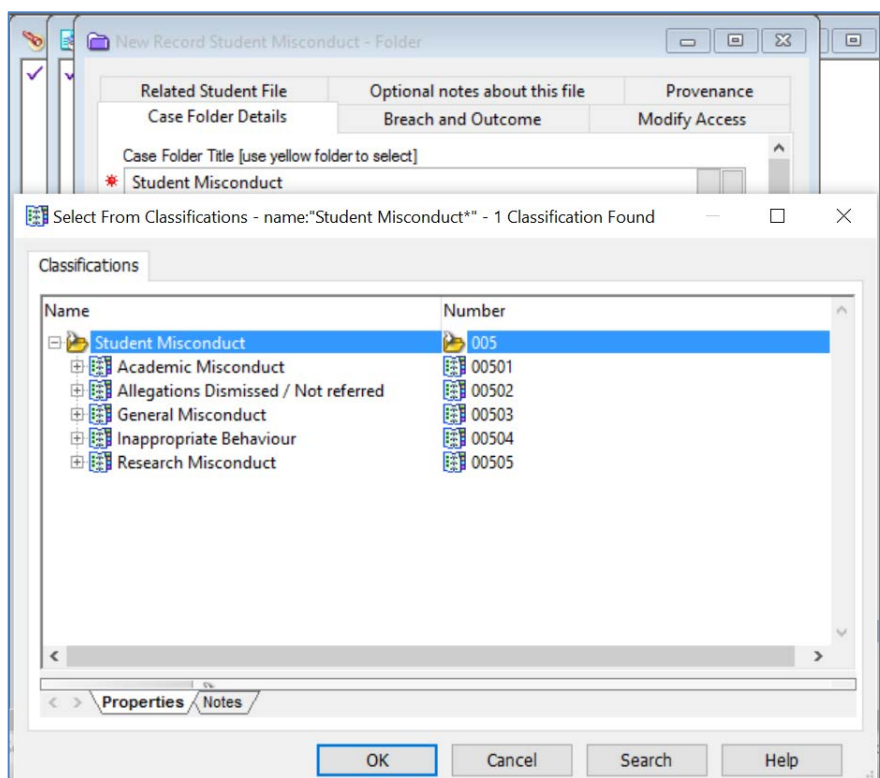 New Record Student Misconduct - Folder
Related Student File Optional notes about this file Provenance
Case Folder Details Breach and Outcome Modify Access
Case Folder Title [use yellow folder to select]
Student Misconduct
Select From Classifications - name:"Student Misconduct*" - 1 Classification Found
Classifications
Name Number
Student Misconduct 005
Academic Misconduct 00501
Allegations Dismissed / Not referred 00502
General Misconduct 00503
Inappropriate Behaviour 00504
Research Misconduct 00505
Properties Notes
OK Cancel Search Help